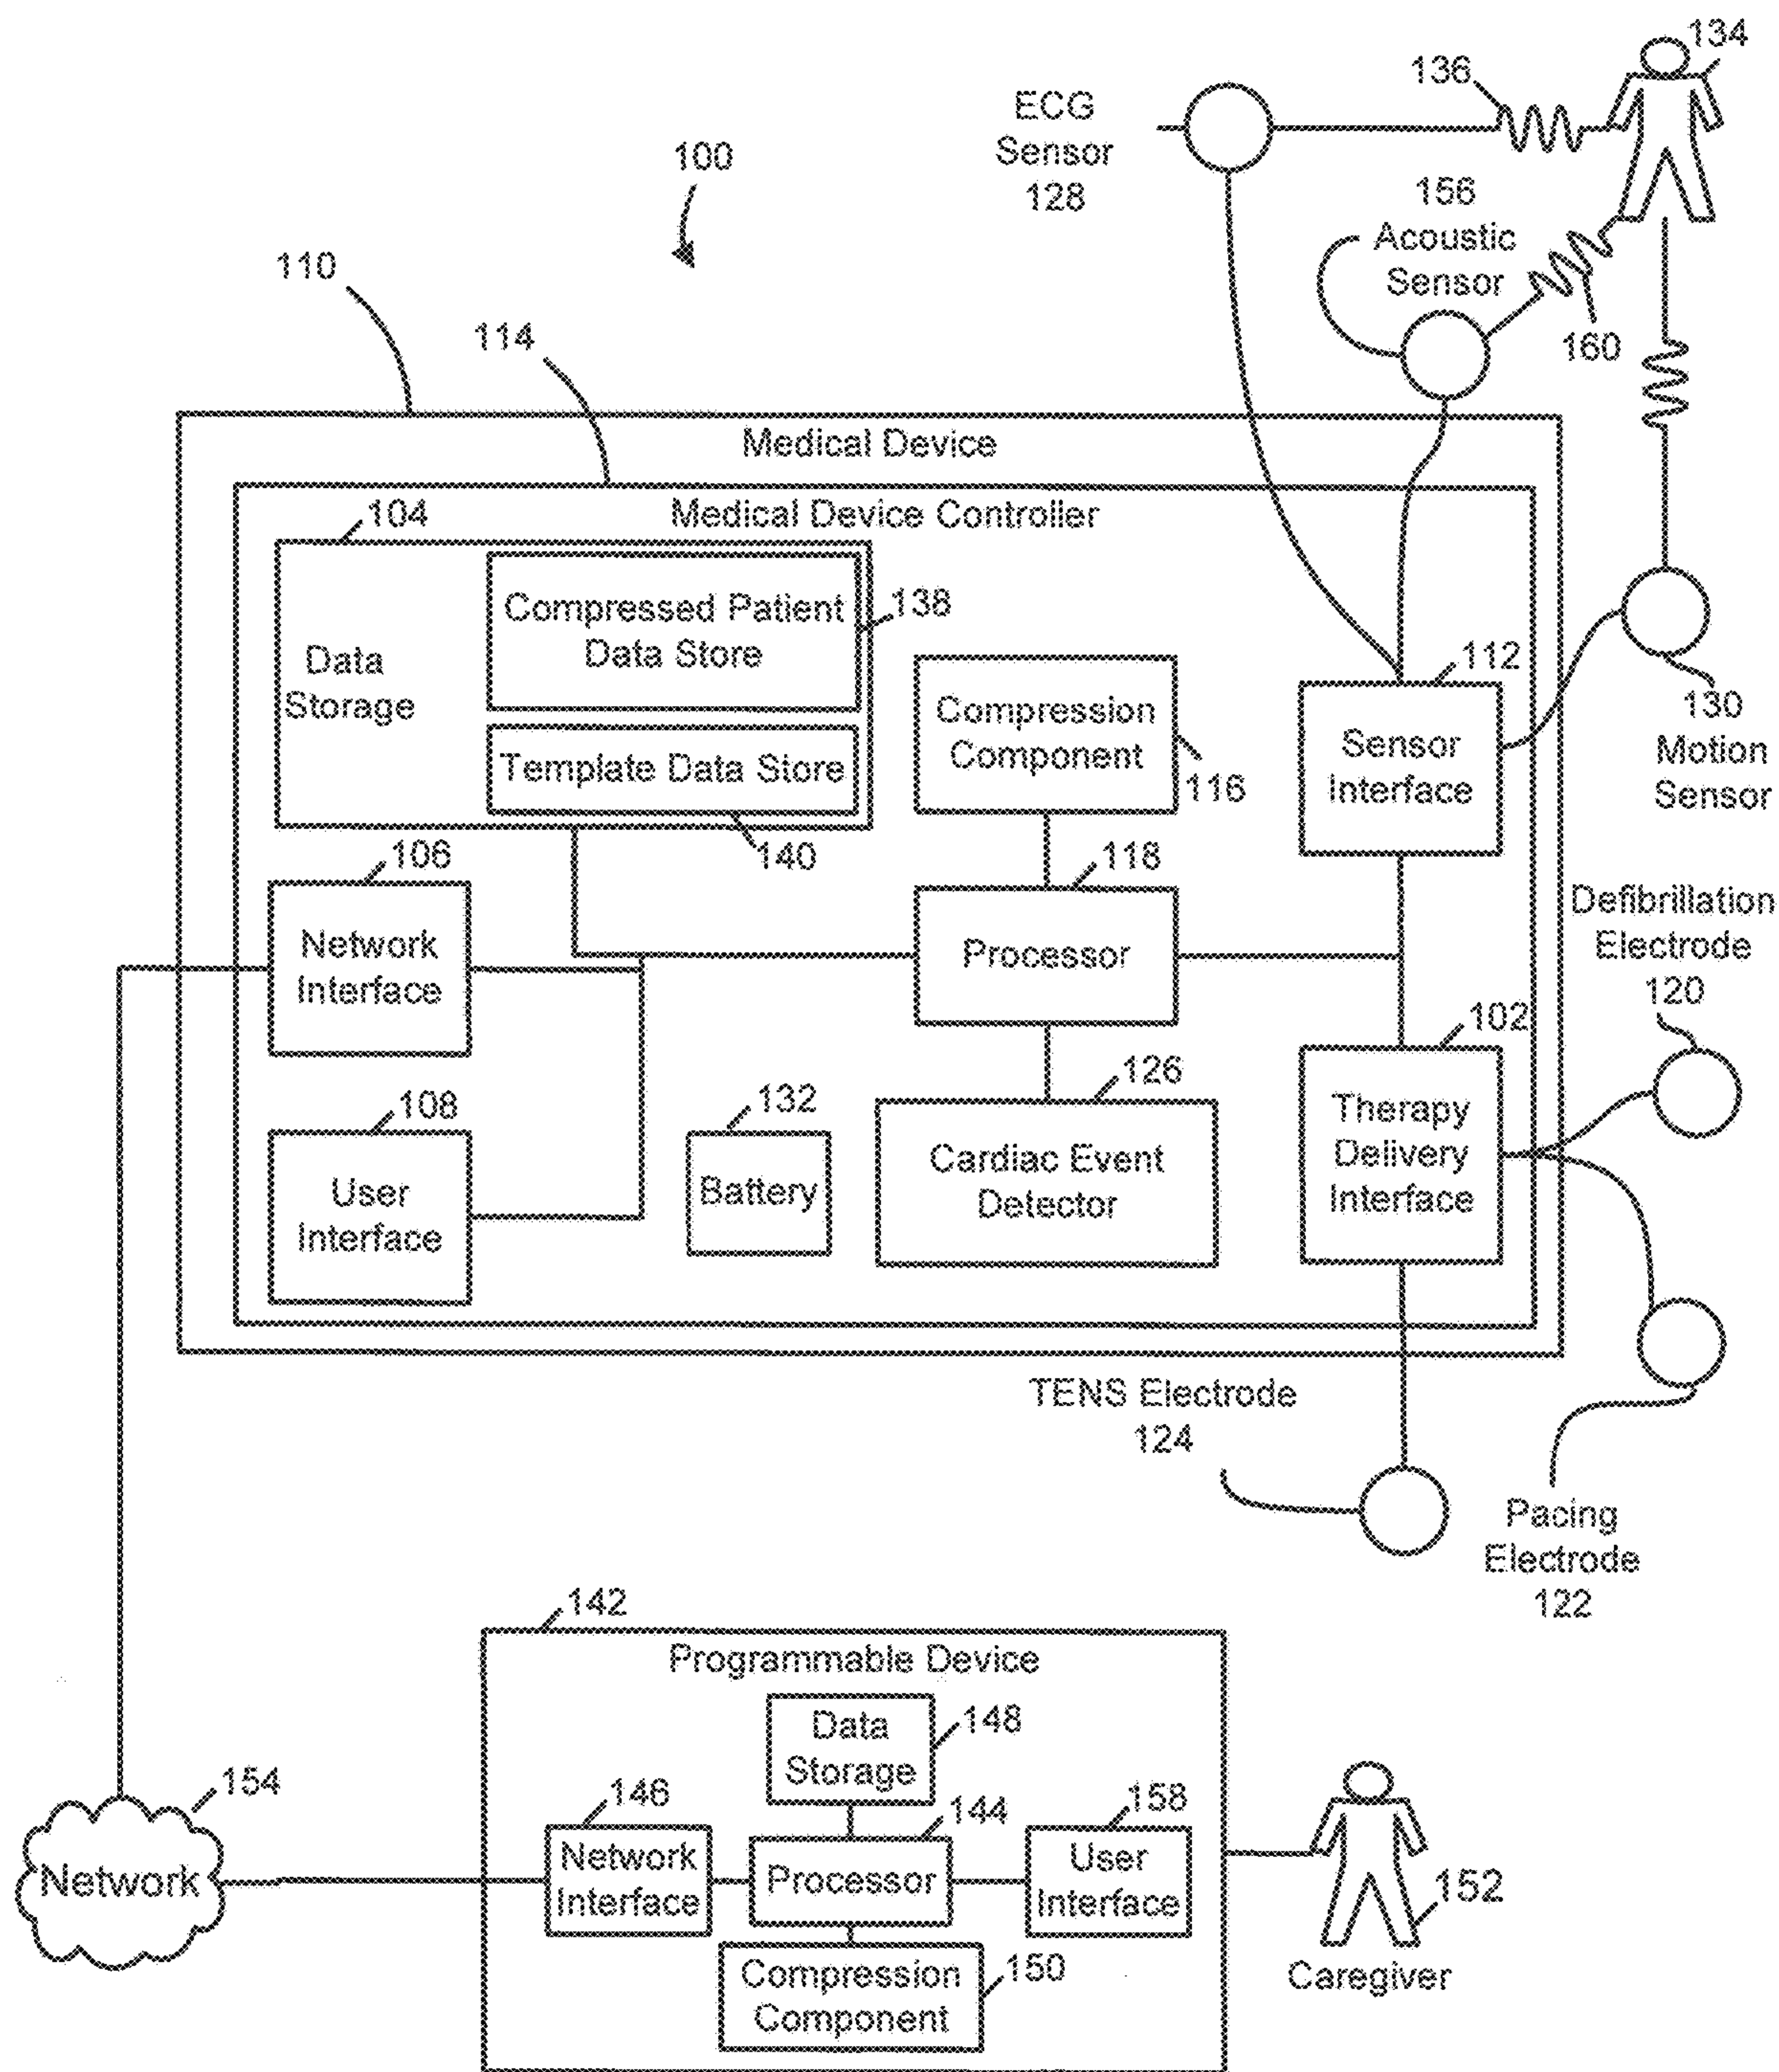 134
136
ECG
Sensor
128
100
156
Acoustic
Sensor
110
114
160
Medical Device
Medical Device Controller
104
Compressed Patient
Data Store
138
Data
Storage
Template Data Store
140
Compression
Component
116
112
Sensor
Interface
130
Motion
Sensor
106
Network
Interface
118
Processor
Defibrillation
Electrode
120
102
Therapy
Delivery
Interface
108
User
Interface
132
Battery
126
Cardiac Event
Detector
TENS Electrode
124
Pacing
Electrode
122
142
Programmable Device
Data
Storage
148
154
Network
146
Network
Interface
144
Processor
158
User
Interface
Compression
Component
150
152
Caregiver